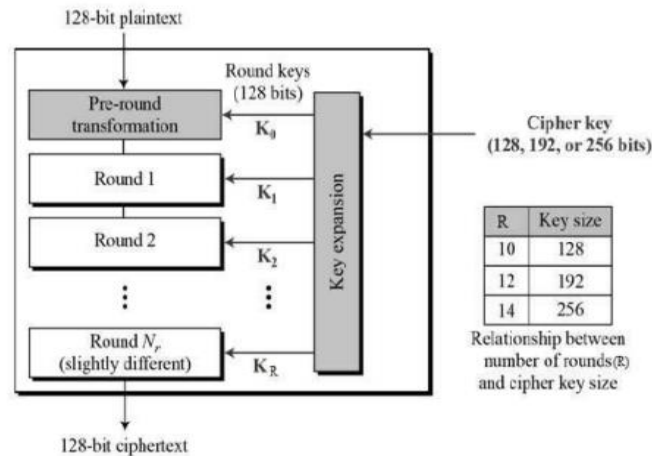 128-bit plaintext
Round keys
(128 bits)
Pre-round
transformation
K₀
Cipher key
(128, 192, or 256 bits)
Round 1
K₁
Round 2
K₂
Key expansion
R Key size
10 128
12 192
14 256
Relationship between
number of rounds(R)
and cipher key size
Round Nᵣ
(slightly different)
K_R
128-bit ciphertext